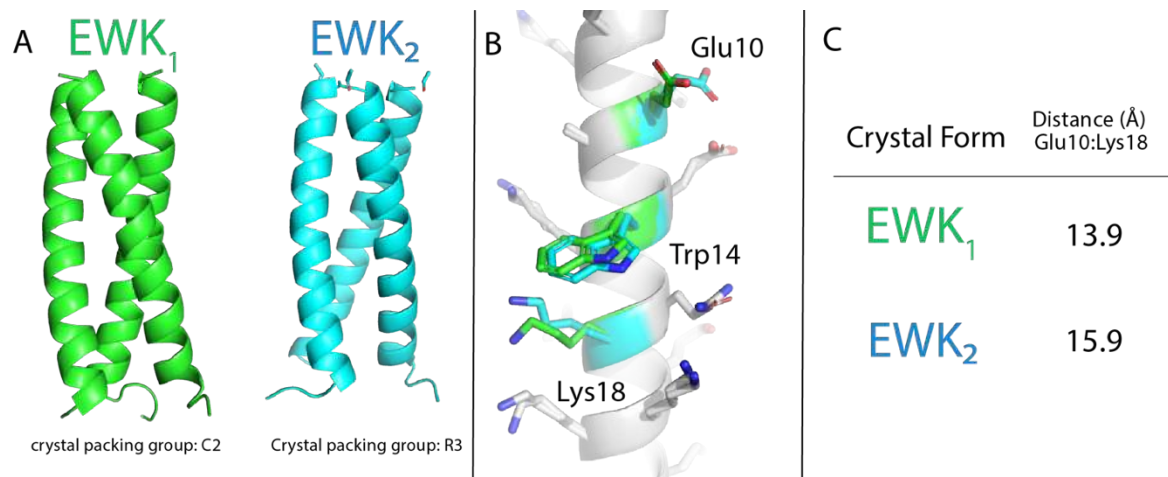 A
EWK₁
EWK₂
crystal packing group: C2
Crystal packing group: R3
B
Glu10
Trp14
Lys18
C
Crystal Form
Distance (Å)
Glu10:Lys18
EWK₁
13.9
EWK₂
15.9